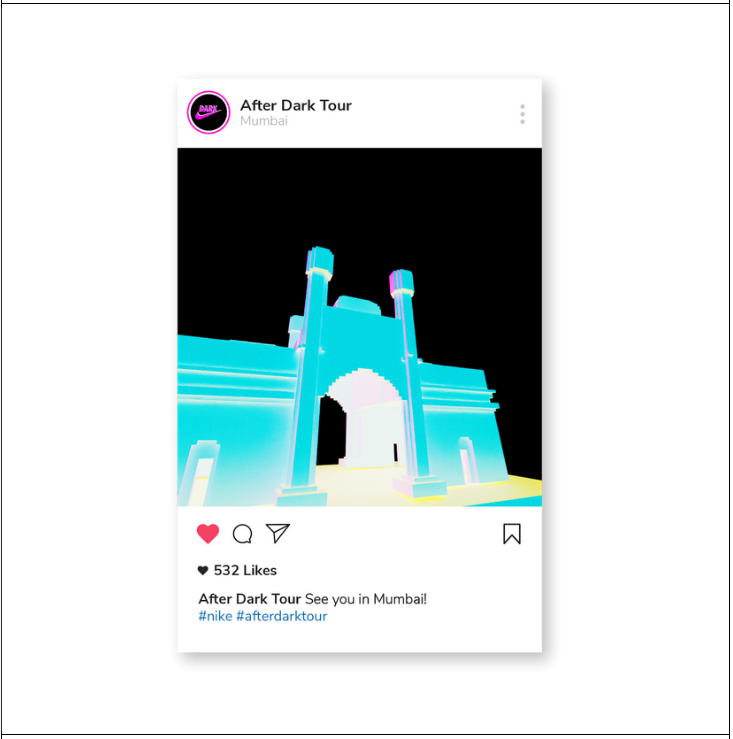 DARK
After Dark Tour
Mumbai
532 Likes
After Dark Tour See you in Mumbai!
#nike #afterdarktour